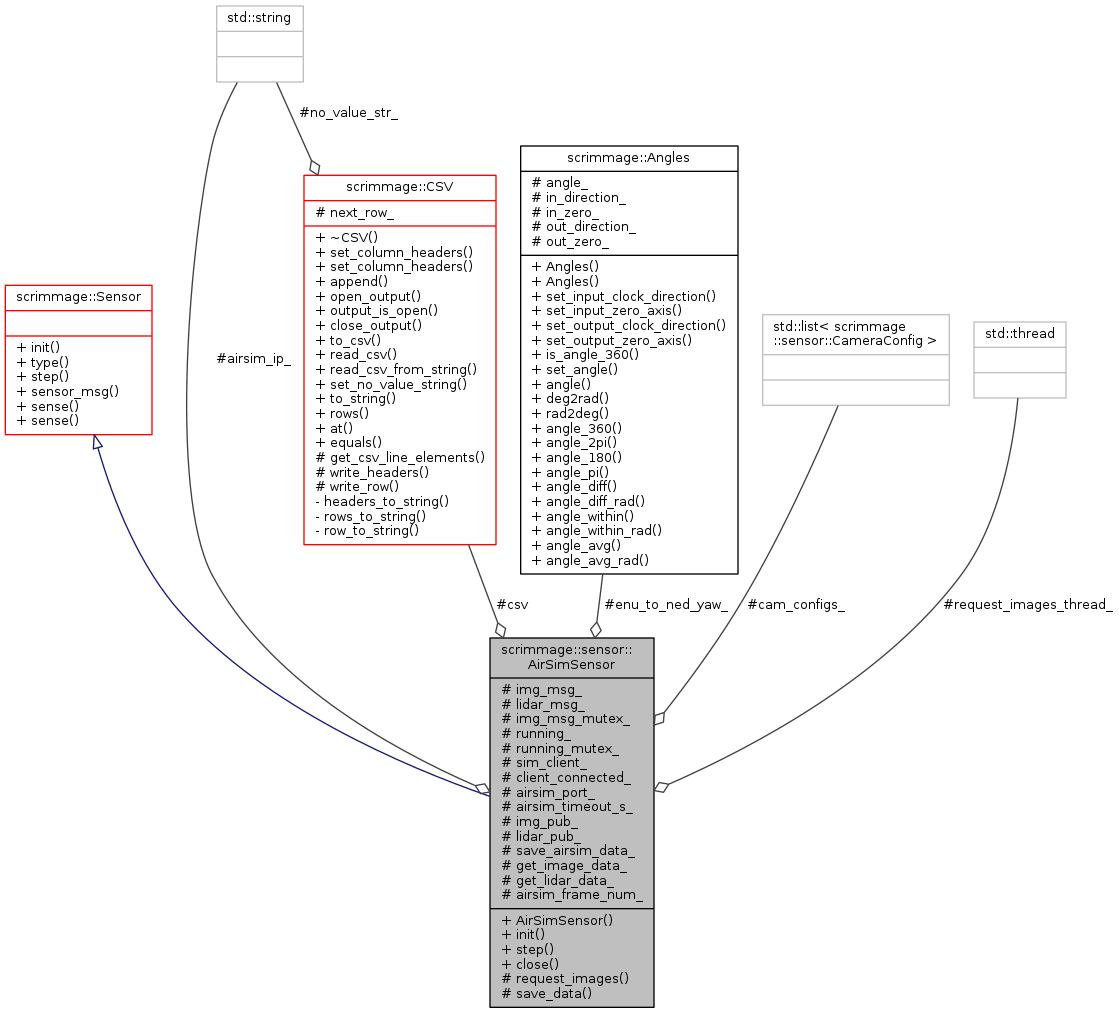 std::string
#no_value_str_
scrimmage::CSV
# next_row_
+ ~CSV()
+ set_column_headers()
+ set_column_headers()
+ append()
+ open_output()
+ output_is_open()
+ close_output()
+ to_csv()
+ read_csv()
+ read_csv_from_string()
+ set_no_value_string()
+ to_string()
+ rows()
+ at()
+ equals()
# get_csv_line_elements()
# write_headers()
# write_row()
- headers_to_string()
- rows_to_string()
- row_to_string()
scrimmage::Angles
# angle_
# in_direction_
# in_zero_
# out_direction_
# out_zero_
+ Angles()
+ Angles()
+ set_input_clock_direction()
+ set_input_zero_axis()
+ set_output_clock_direction()
+ set_output_zero_axis()
+ is_angle_360()
+ set_angle()
+ angle()
+ deg2rad()
+ rad2deg()
+ angle_360()
+ angle_2pi()
+ angle_180()
+ angle_pi()
+ angle_diff()
+ angle_diff_rad()
+ angle_within()
+ angle_within_rad()
+ angle_avg()
+ angle_avg_rad()
scrimmage::Sensor
+ init()
+ type()
+ step()
+ sensor_msg()
+ sense()
+ sense()
#airsim_ip_
std::list< scrimmage
::sensor::CameraConfig >
std::thread
#csv
#enu_to_ned_yaw_
#cam_configs_
#request_images_thread_
scrimmage::sensor::
AirSimSensor
# img_msg_
# lidar_msg_
# img_msg_mutex_
# running_
# running_mutex_
# sim_client_
# client_connected_
# airsim_port_
# airsim_timeout_s_
# img_pub_
# lidar_pub_
# save_airsim_data_
# get_image_data_
# get_lidar_data_
# airsim_frame_num_
+ AirSimSensor()
+ init()
+ step()
+ close()
# request_images()
# save_data()